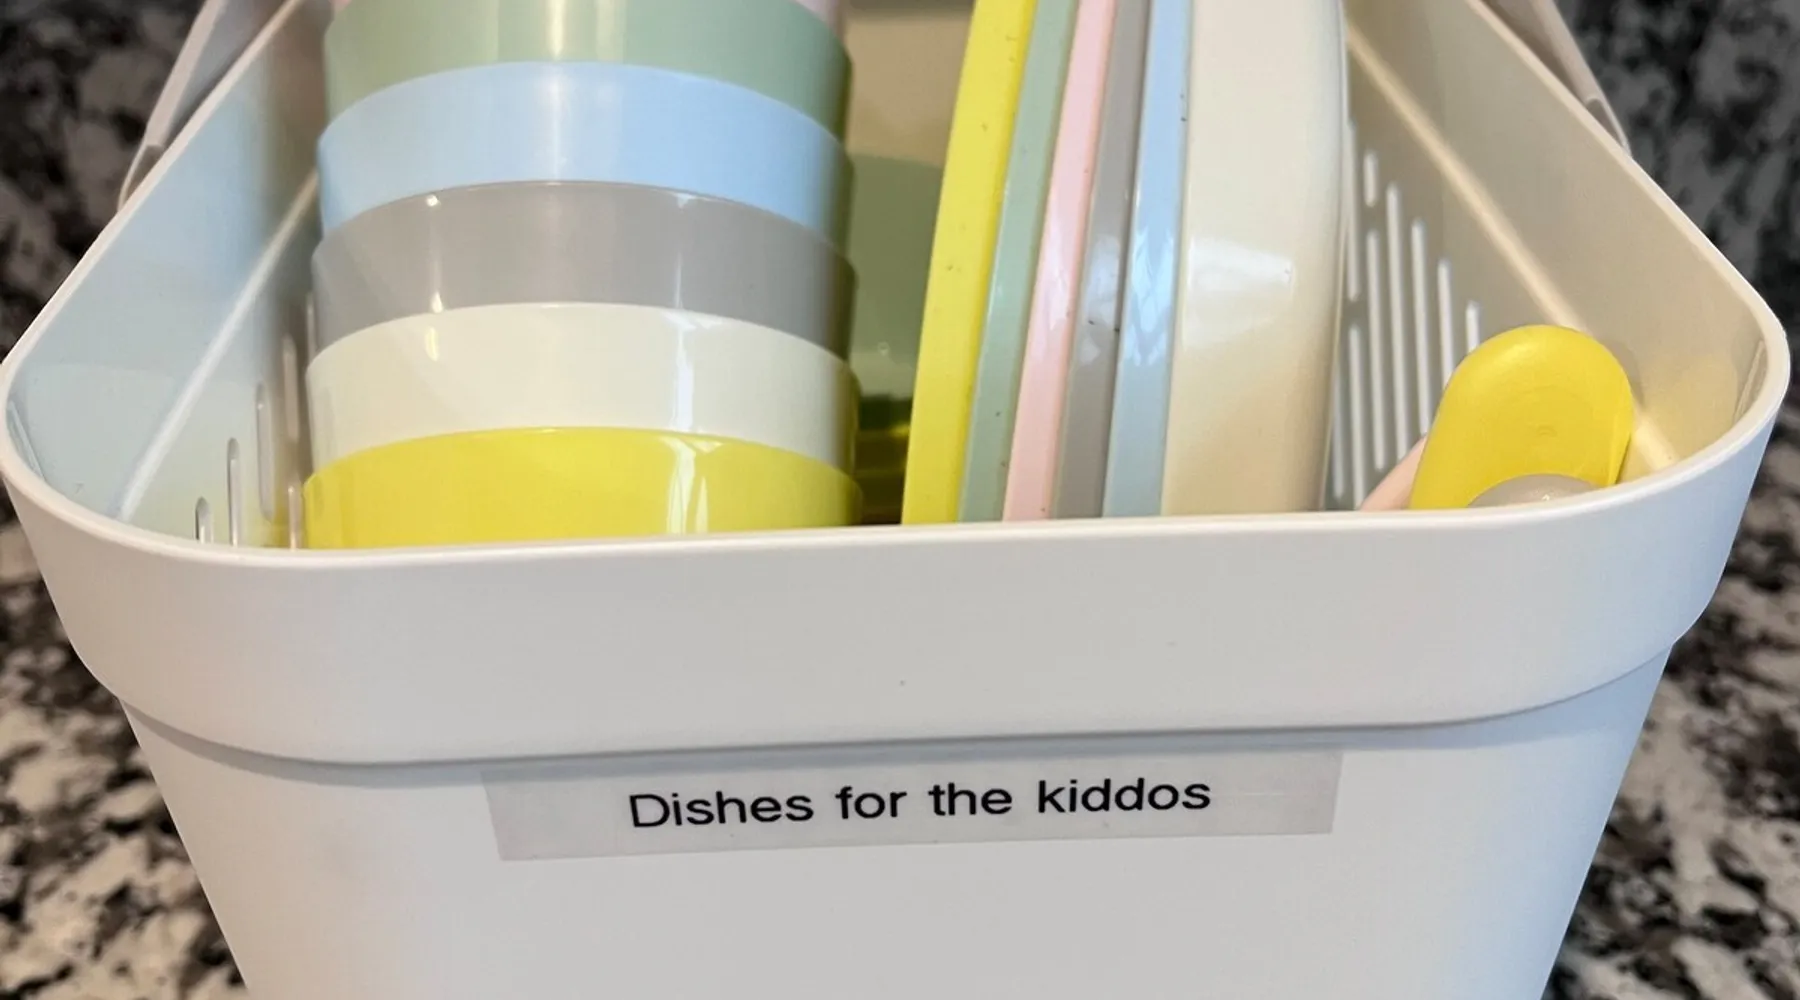 Dishes for the kiddos